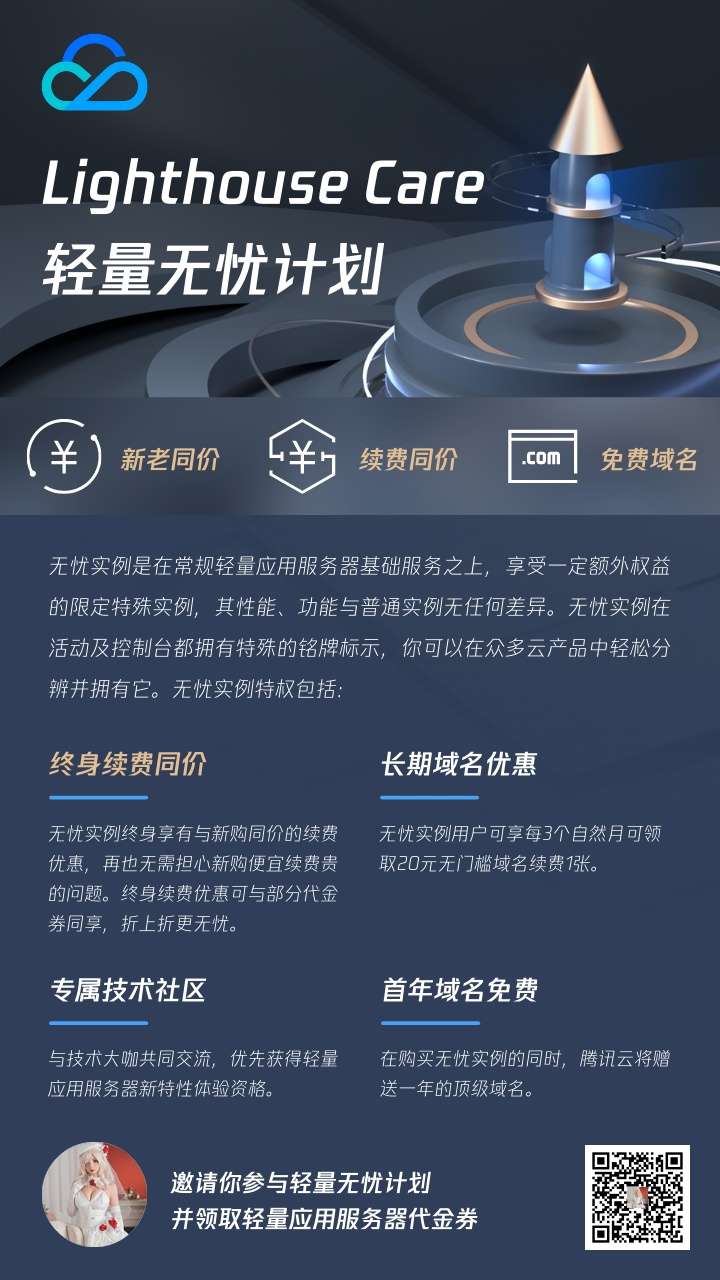 Lighthouse Care
轻量无忧计划
¥ 新老同价
¥ 续费同价
.com 免费域名
无忧实例是在常规轻量应用服务器基础服务之上，享受一定额外权益
的限定特殊实例，其性能、功能与普通实例无任何差异。无忧实例在
活动及控制台都拥有特殊的铭牌标示，你可以在众多云产品中轻松分
辨并拥有它。无忧实例特权包括:
终身续费同价
无忧实例终身享有与新购同价的续费
优惠，再也无需担心新购便宜续费贵
的问题。终身续费优惠可与部分代金
券同享，折上折更无忧。
长期域名优惠
无忧实例用户可享每3个自然月可领
取20元无门槛域名续费1张。
专属技术社区
与技术大咖共同交流，优先获得轻量
应用服务器新特性体验资格。
首年域名免费
在购买无忧实例的同时，腾讯云将赠
送一年的顶级域名。
邀请你参与轻量无忧计划
并领取轻量应用服务器代金券